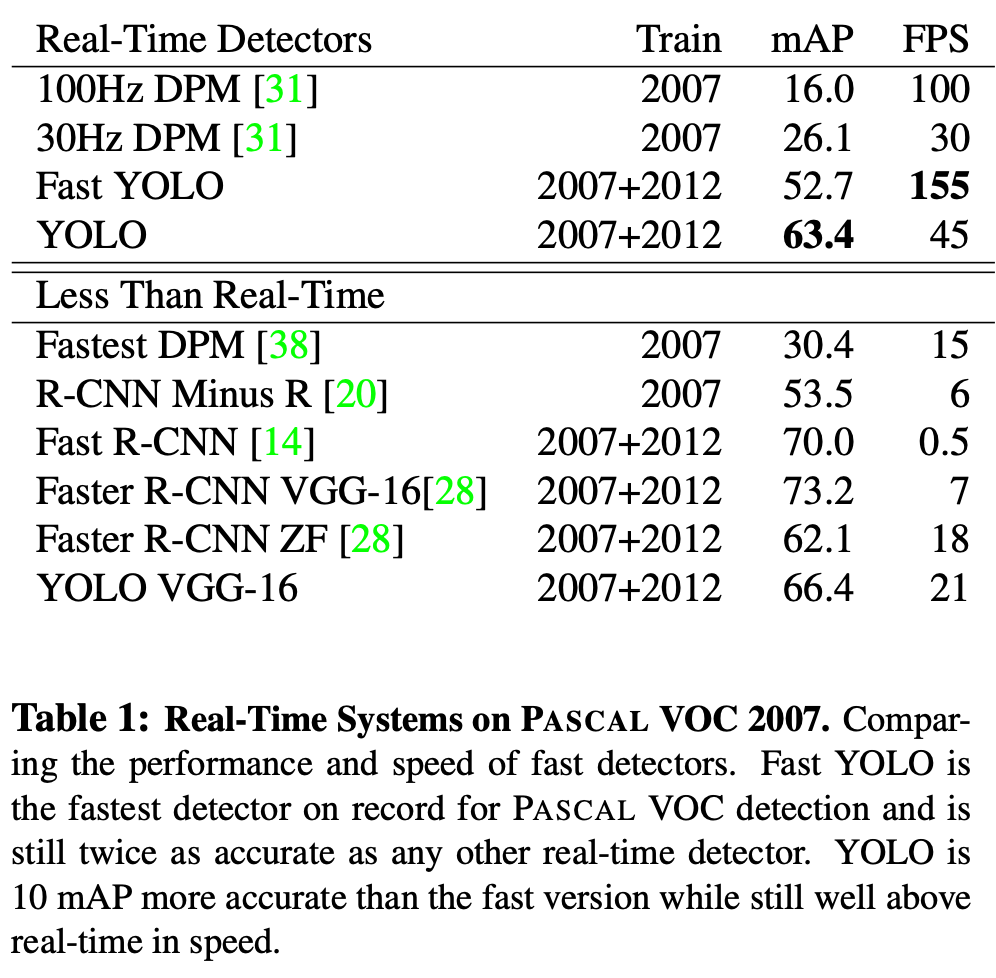 Real-Time Detectors Train mAP FPS
100Hz DPM [31] 2007 16.0 100
30Hz DPM [31] 2007 26.1 30
Fast YOLO 2007+2012 52.7 155
YOLO 2007+2012 63.4 45
Less Than Real-Time
Fastest DPM [38] 2007 30.4 15
R-CNN Minus R [20] 2007 53.5 6
Fast R-CNN [14] 2007+2012 70.0 0.5
Faster R-CNN VGG-16[28] 2007+2012 73.2 7
Faster R-CNN ZF [28] 2007+2012 62.1 18
YOLO VGG-16 2007+2012 66.4 21
Table 1: Real-Time Systems on PASCAL VOC 2007. Compar-
ing the performance and speed of fast detectors. Fast YOLO is
the fastest detector on record for PASCAL VOC detection and is
still twice as accurate as any other real-time detector. YOLO is
10 mAP more accurate than the fast version while still well above
real-time in speed.